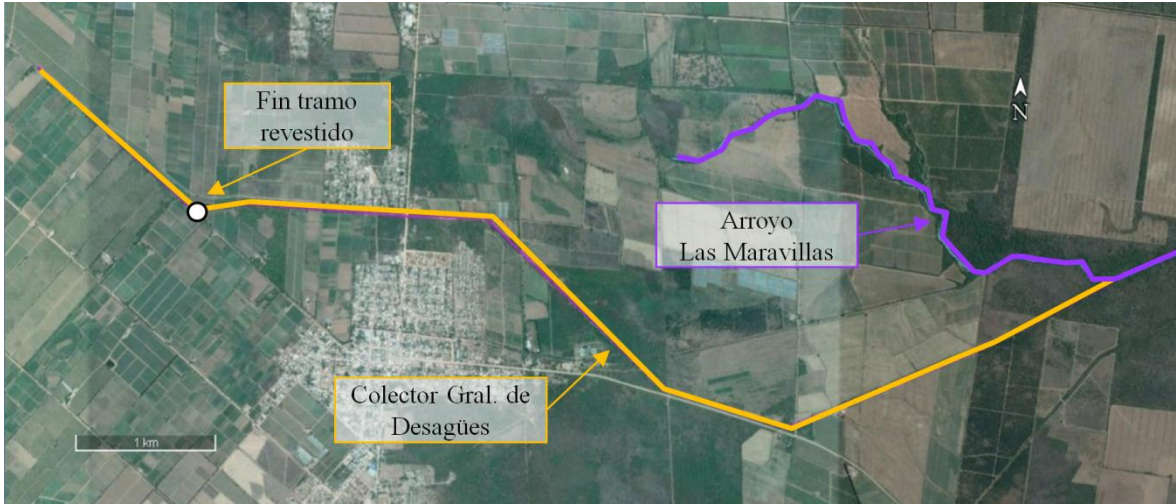 Fin tramo
revestido
N
Arroyo
Las Maravillas
Colector Gral. de
Desagües
1 km